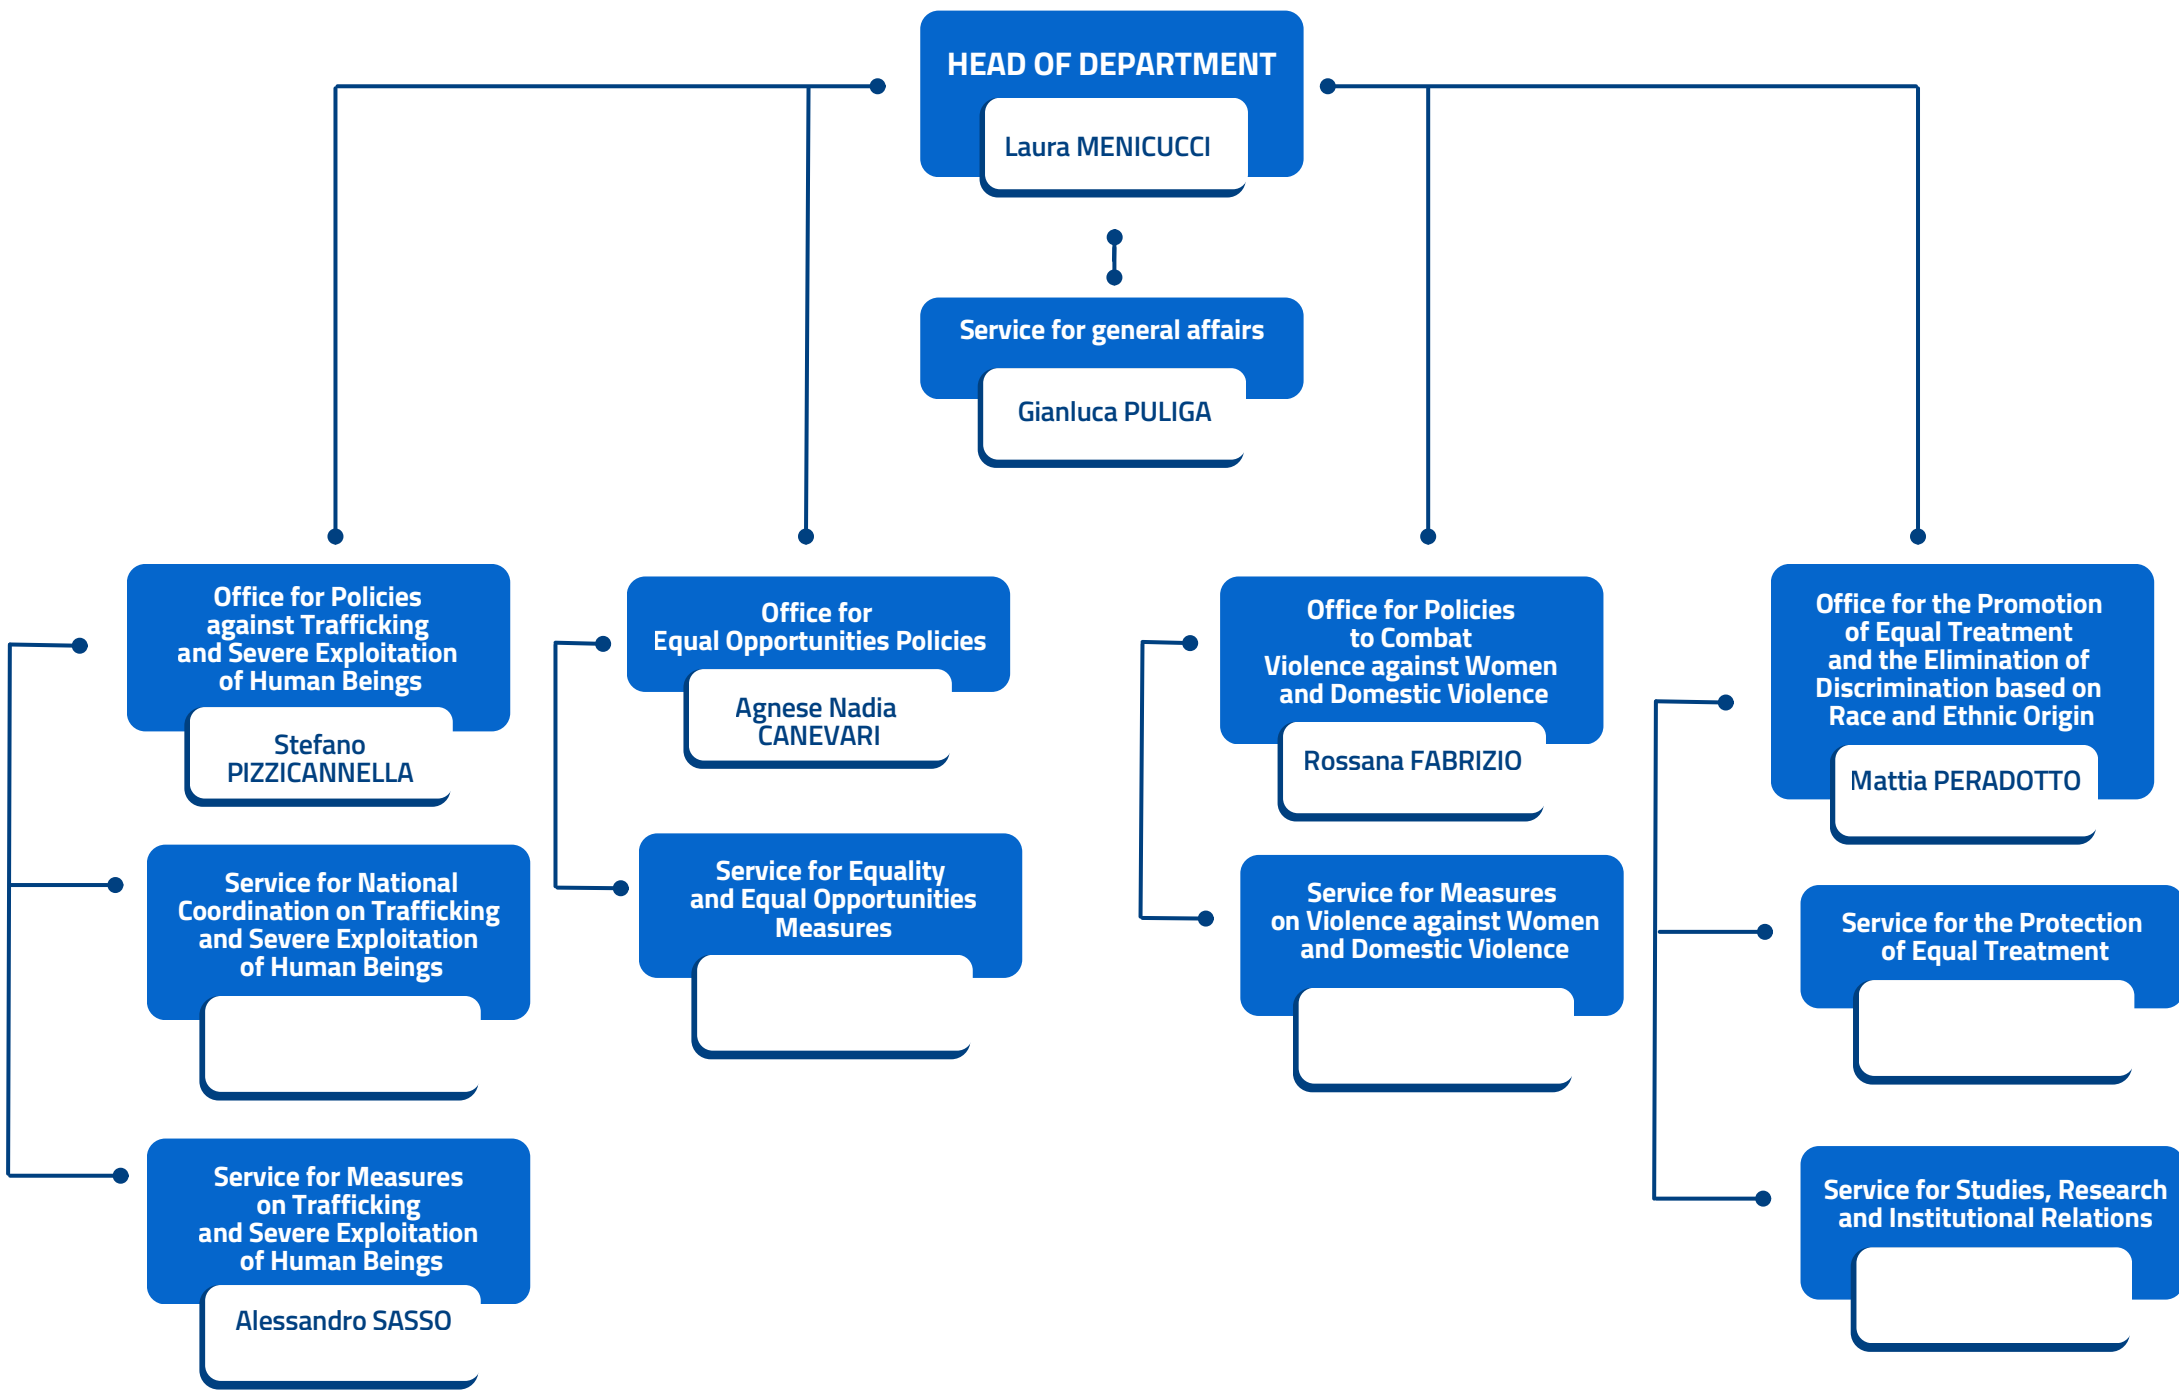 HEAD OF DEPARTMENT
Laura MENICUCCI
Service for general affairs
Gianluca PULIGA
Office for Policies
against Trafficking
and Severe Exploitation
of Human Beings
Stefano
PIZZICANNELLA
Service for National
Coordination on Trafficking
and Severe Exploitation
of Human Beings
Service for Measures
on Trafficking
and Severe Exploitation
of Human Beings
Alessandro SASSO
Office for
Equal Opportunities Policies
Agnese Nadia
CANEVARI
Service for Equality
and Equal Opportunities
Measures
Office for Policies
to Combat
Violence against Women
and Domestic Violence
Rossana FABRIZIO
Service for Measures
on Violence against Women
and Domestic Violence
Office for the Promotion
of Equal Treatment
and the Elimination of
Discrimination based on
Race and Ethnic Origin
Mattia PERADOTTO
Service for the Protection
of Equal Treatment
Service for Studies, Research
and Institutional Relations